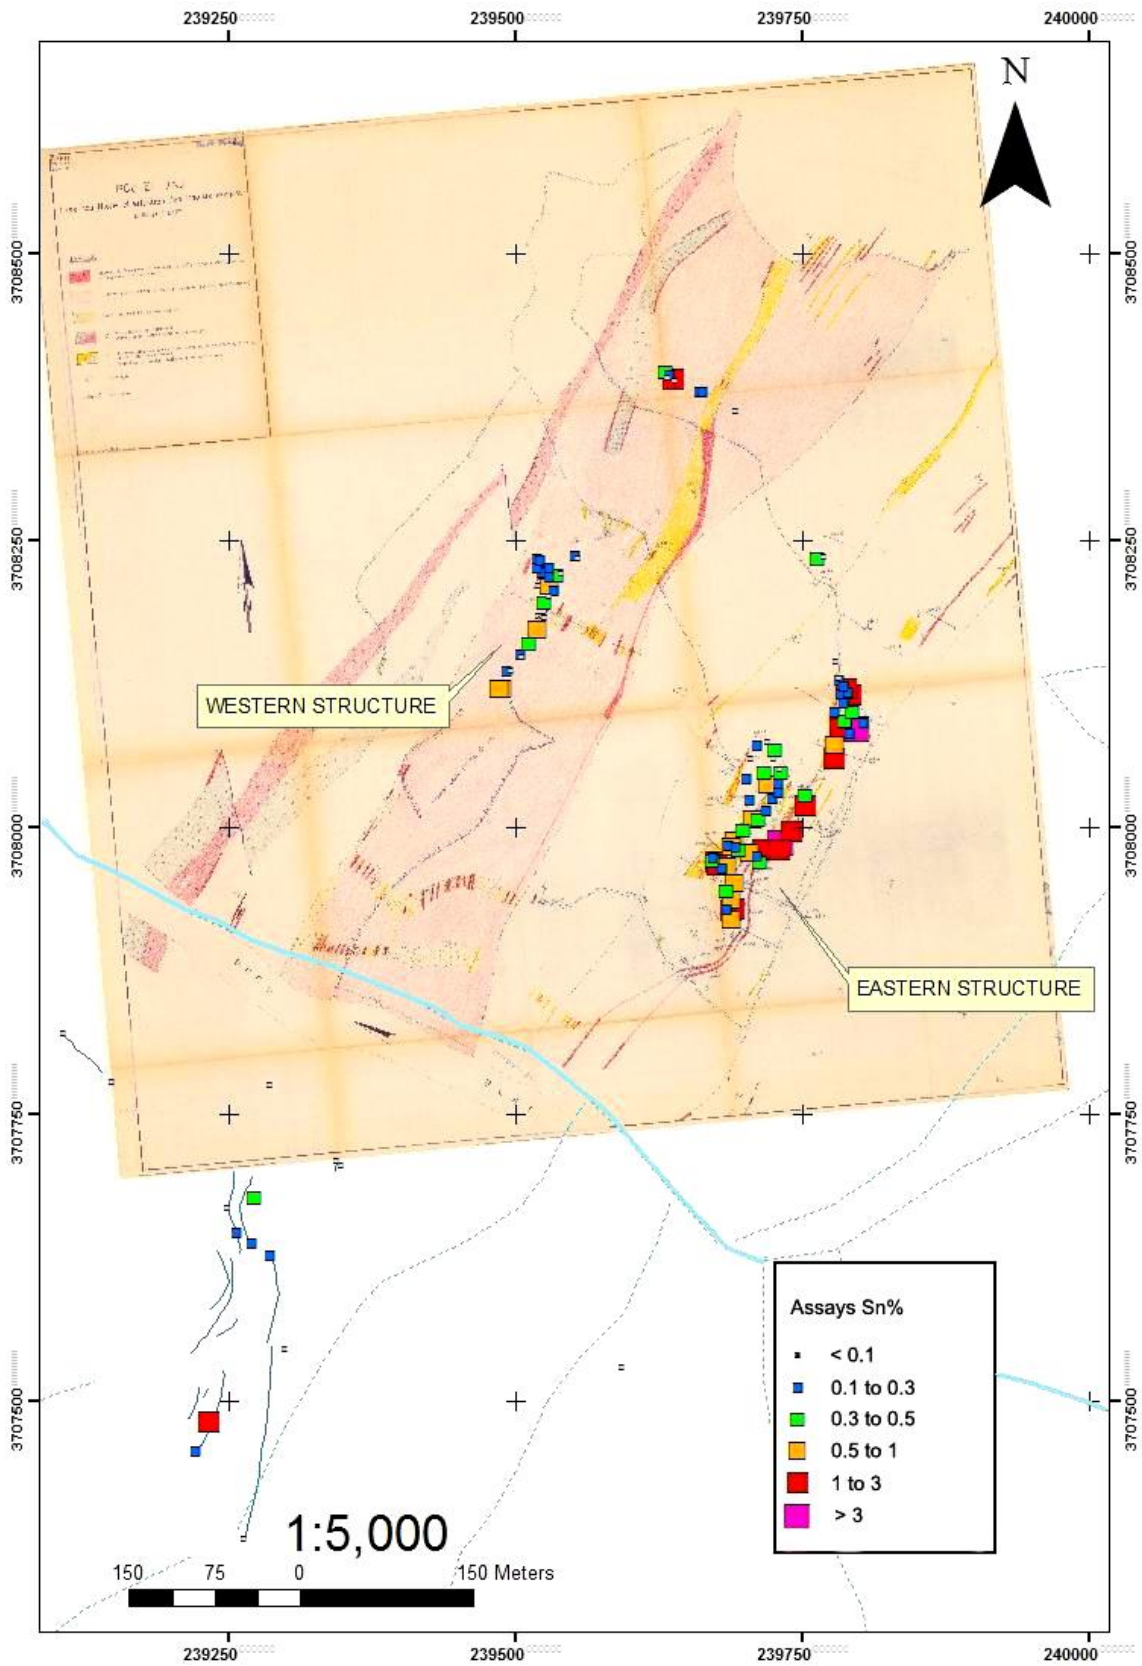 239250 239500 239750 240000
N
3708500 3708500
3708250 3708250
WESTERN STRUCTURE
3708000 3708000
EASTERN STRUCTURE
3707750 3707750
Assays Sn%
< 0.1
0.1 to 0.3
0.3 to 0.5
3707500 3707500
0.5 to 1
1 to 3
> 3
1:5,000
150 75 0 150 Meters
239250 239500 239750 240000